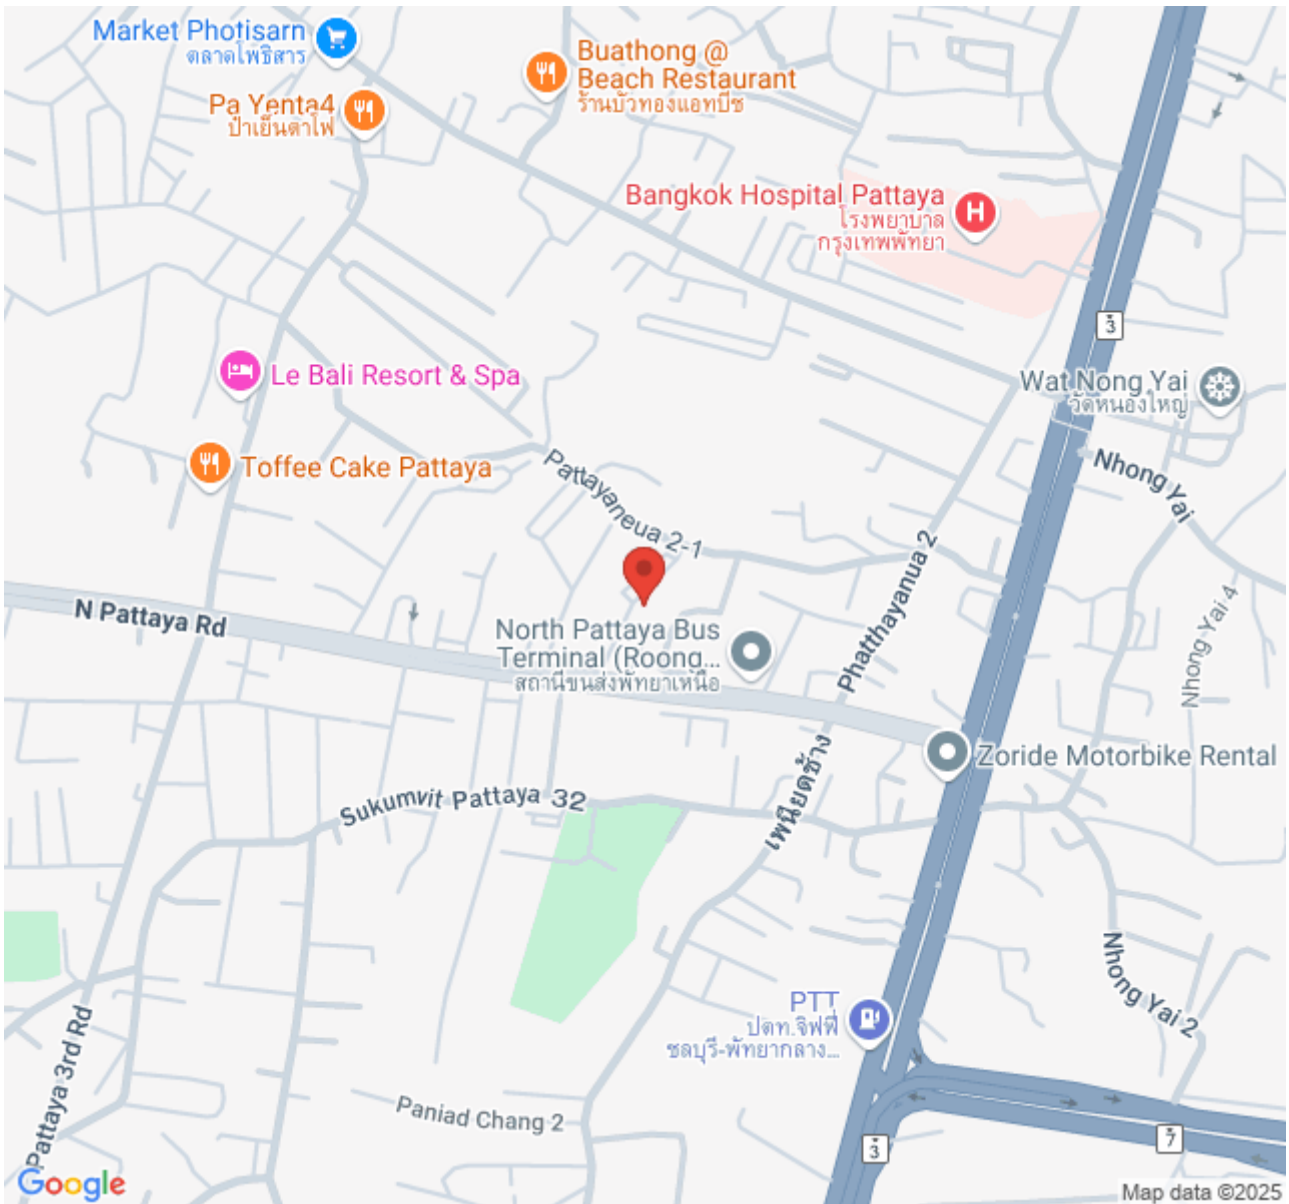 Market Photisarn
ตลาดโพธิสาร
Buathong @
Beach Restaurant
ร้านบัวทองแอทบีช
Pa Yenta4
ป้าเย็นตาโฟ
Bangkok Hospital Pattaya
โรงพยาบาล
กรุงเทพพัทยา
3
Le Bali Resort & Spa
Wat Nong Yai
วัดหนองใหญ่
Toffee Cake Pattaya
Nhong Yai
Pattayaneua 2-1
Phatthayanua 2
Nhong Yai 4
N Pattaya Rd
North Pattaya Bus
Terminal (Roong...
สถานีขนส่งพัทยาเหนือ
Zoride Motorbike Rental
เพนียดช้าง
Sukumvit Pattaya 32
Nhong Yai 2
PTT
ปตท.จิฟฟี่
ชลบุรี-พัทยากลาง...
Pattaya 3rd Rd
Paniad Chang 2
3
7
Google
Map data ©2025